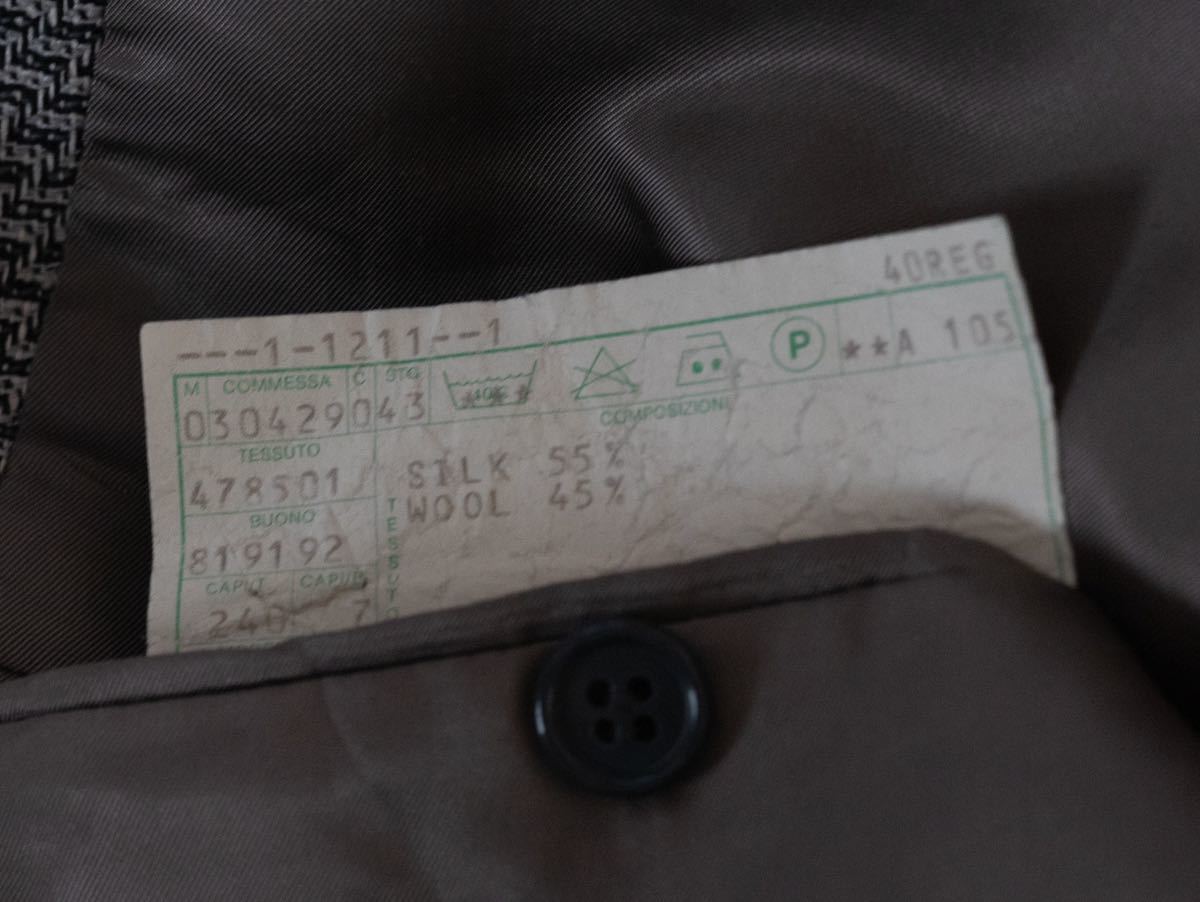 40REG
---1-1211--1
M COMMESSA C STG
030429043
P
**A 105
COMPOSIZIONI
TESSUTO
478501
SILK 55%
WOOL 45%
BUONO
819192
TESSUTO
CAPI/T CAPI/B
240 7